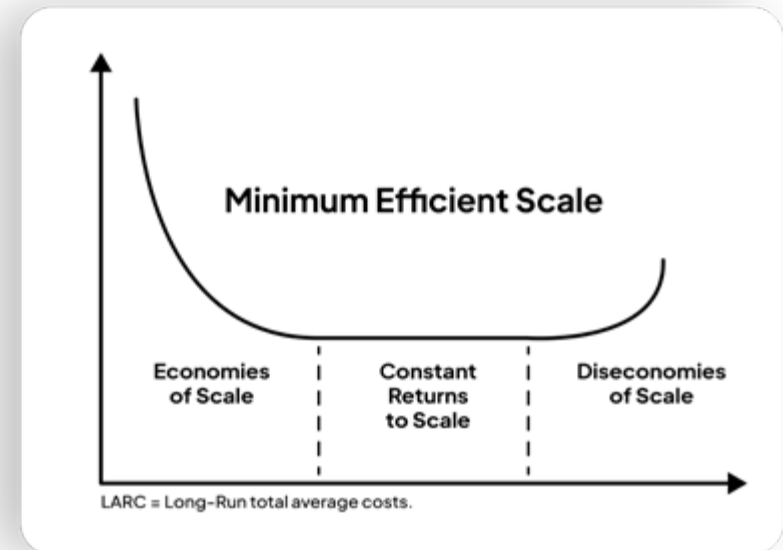 Minimum Efficient Scale
Economies
of Scale
Constant
Returns
to Scale
Diseconomies
of Scale
LARC = Long-Run total average costs.